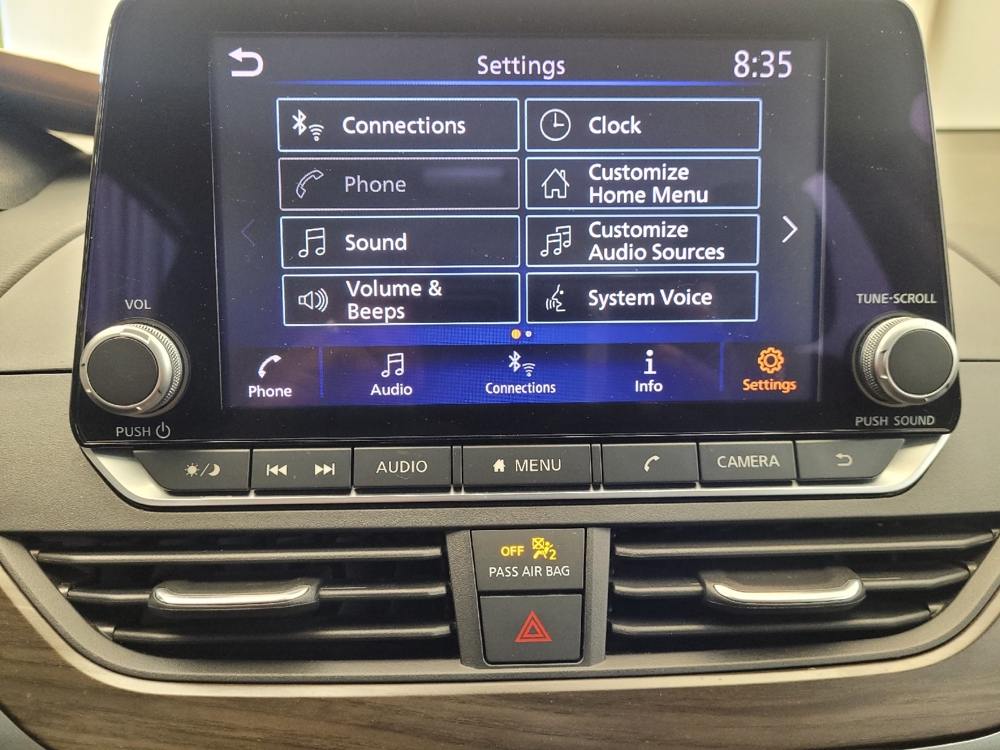 Settings
8:35
Connections
Clock
Phone
Customize
Home Menu
Sound
Customize
Audio Sources
Volume &
Beeps
System Voice
Phone
Audio
Connections
Info
Settings
VOL
PUSH
TUNE·SCROLL
PUSH SOUND
AUDIO
MENU
CAMERA
OFF
2
PASS AIR BAG